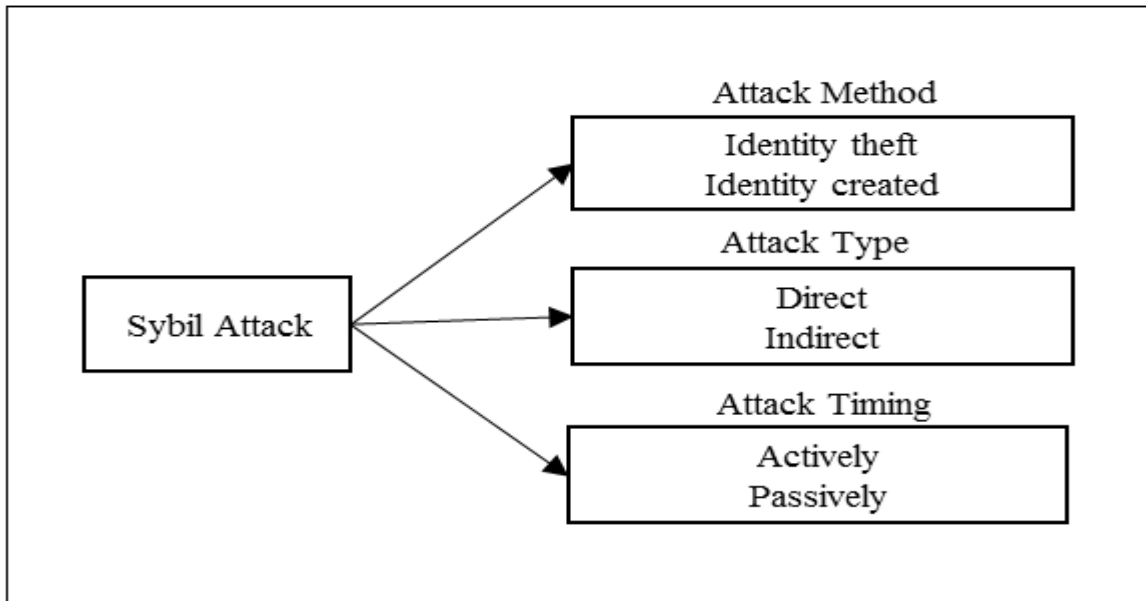 Attack Method
Identity theft
Identity created
Attack Type
Sybil Attack
Direct
Indirect
Attack Timing
Actively
Passively